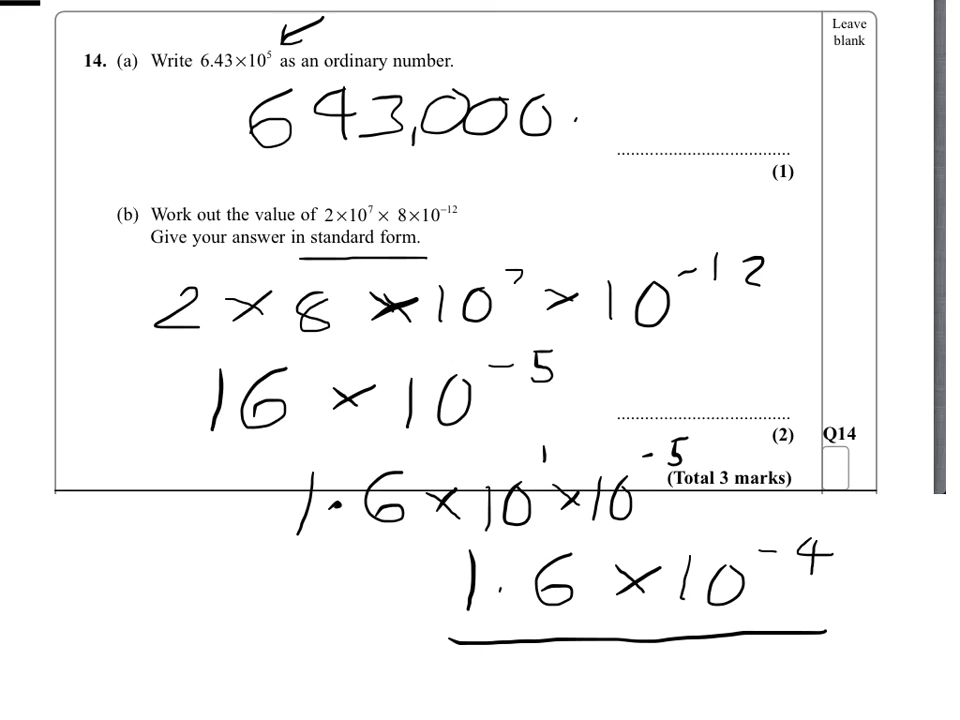 Leave
blank
14. (a) Write 6.43×10⁵ as an ordinary number.
643,000.
(1)
(b) Work out the value of 2×10⁷ × 8×10⁻¹²
Give your answer in standard form.
2 × 8 × 10⁷ × 10⁻¹²
16 × 10⁻⁵
(2) Q14
(Total 3 marks)
1.6 × 10¹ × 10⁻⁵
1.6 × 10⁻⁴